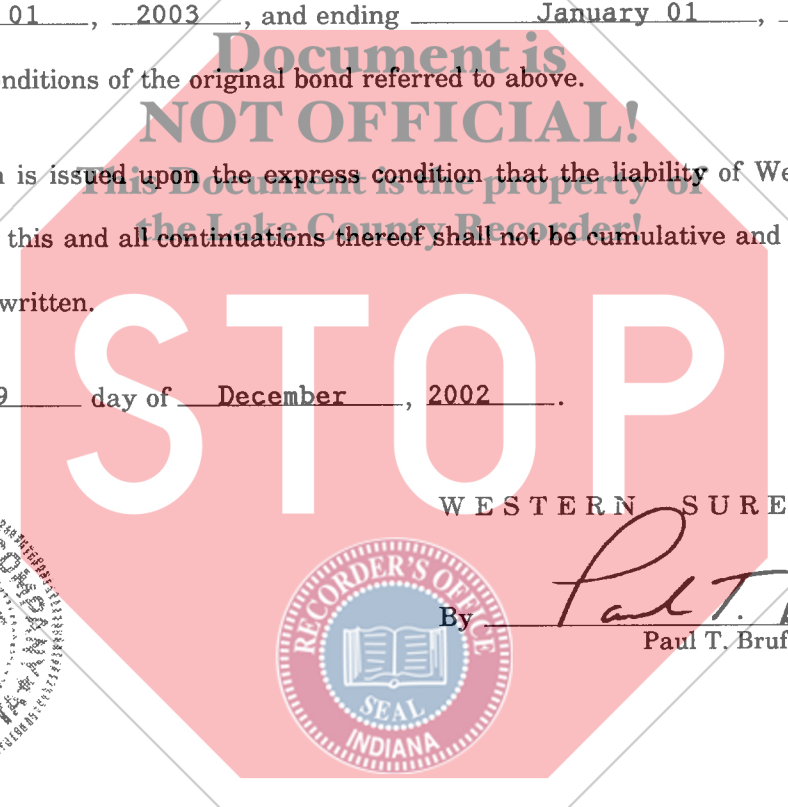 01, 2003, and ending January 01,
Document is
nditions of the original bond referred to above.
NOT OFFICIAL!
is issued upon the express condition that the liability of We
This Document is the property of
this and all continuations thereof shall not be cumulative and
the Lake County Recorder!
written.
STOP
9 day of December, 2002.
WESTERN SURE
RECORDER'S OFFICE
SEAL
INDIANA
By Paul T.
Paul T. Bruf